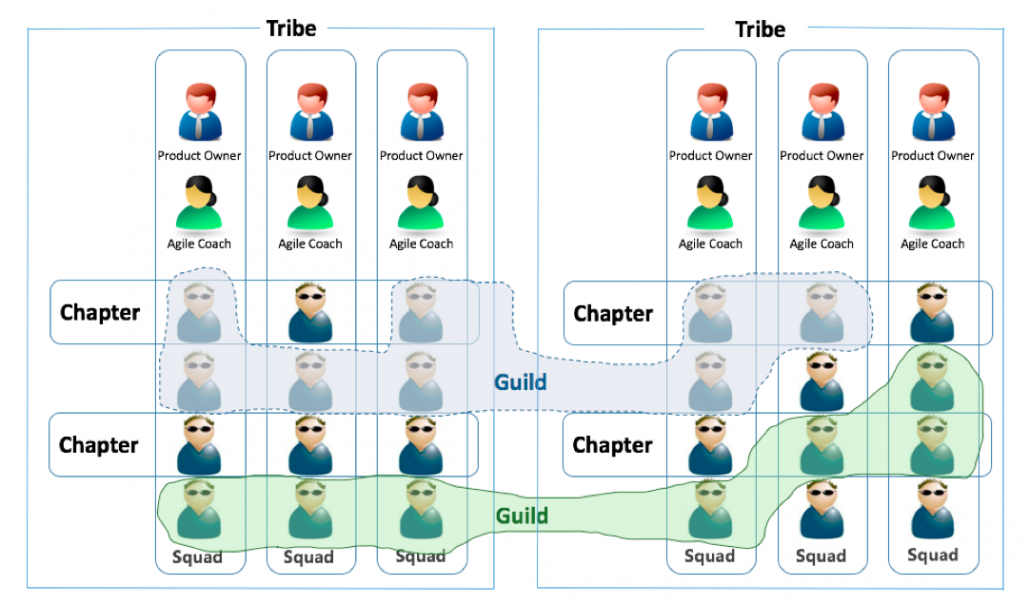 Tribe Tribe
Product Owner Product Owner Product Owner Product Owner Product Owner Product Owner
Agile Coach Agile Coach Agile Coach Agile Coach Agile Coach Agile Coach
Chapter Chapter
Guild
Chapter Chapter
Guild
Squad Squad Squad Squad Squad Squad